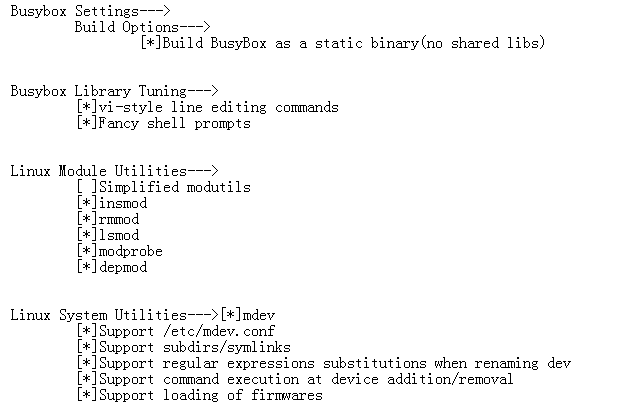 Busybox Settings--->
Build Options--->
[*]Build BusyBox as a static binary(no shared libs)
Busybox Library Tuning--->
[*]vi-style line editing commands
[*]Fancy shell prompts
Linux Module Utilities--->
[ ]Simplified modutils
[*]insmod
[*]rmmod
[*]lsmod
[*]modprobe
[*]depmod
Linux System Utilities--->[*]mdev
[*]Support /etc/mdev.conf
[*]Support subdirs/symlinks
[*]Support regular expressions substitutions when renaming dev
[*]Support command execution at device addition/removal
[*]Support loading of firmwares